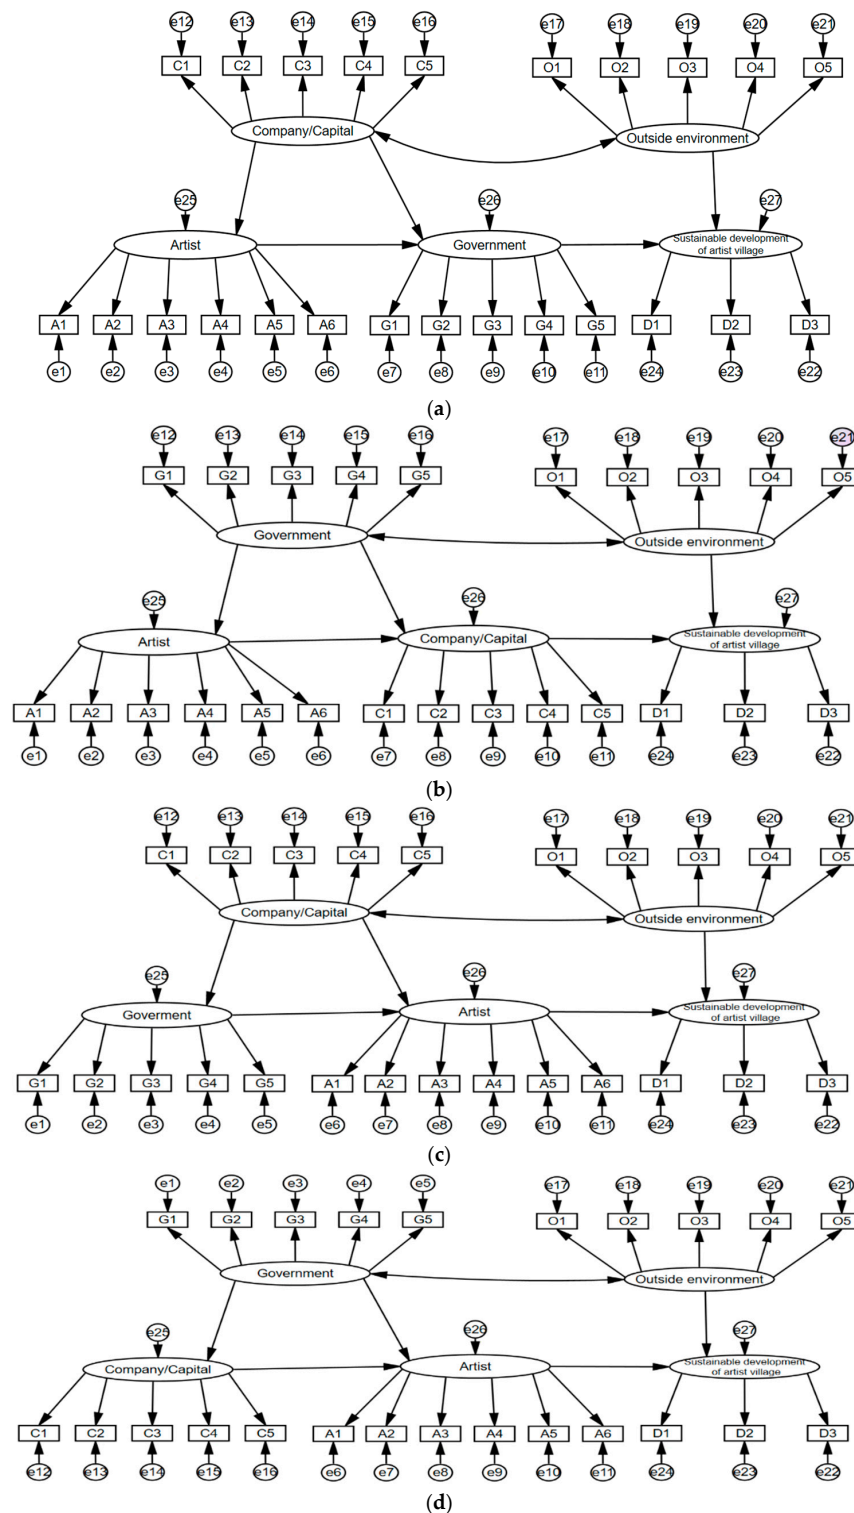 e12 e13 e14 e15 e16 e17 e18 e19 e20 e21
C1 C2 C3 C4 C5 O1 O2 O3 O4 O5
Company/Capital Outside environment
e25 e26 e27
Artist Government Sustainable development
of artist village
A1 A2 A3 A4 A5 A6 G1 G2 G3 G4 G5 D1 D2 D3
e1 e2 e3 e4 e5 e6 e7 e8 e9 e10 e11 e24 e23 e22
(a)
e12 e13 e14 e15 e16 e17 e18 e19 e20 e21
G1 G2 G3 G4 G5 O1 O2 O3 O4 O5
Government Outside environment
e25 e26 e27
Artist Company/Capital Sustainable development
of artist village
A1 A2 A3 A4 A5 A6 C1 C2 C3 C4 C5 D1 D2 D3
e1 e2 e3 e4 e5 e6 e7 e8 e9 e10 e11 e24 e23 e22
(b)
e12 e13 e14 e15 e16 e17 e18 e19 e20 e21
C1 C2 C3 C4 C5 O1 O2 O3 O4 O5
Company/Capital Outside environment
e25 e26 e27
Goverment Artist Sustainable development
of artist village
G1 G2 G3 G4 G5 A1 A2 A3 A4 A5 A6 D1 D2 D3
e1 e2 e3 e4 e5 e6 e7 e8 e9 e10 e11 e24 e23 e22
(c)
e1 e2 e3 e4 e5 e17 e18 e19 e20 e21
G1 G2 G3 G4 G5 O1 O2 O3 O4 O5
Government Outside environment
e25 e26 e27
Company/Capital Artist Sustainable development
of artist village
C1 C2 C3 C4 C5 A1 A2 A3 A4 A5 A6 D1 D2 D3
e12 e13 e14 e15 e16 e6 e7 e8 e9 e10 e11 e24 e23 e22
(d)